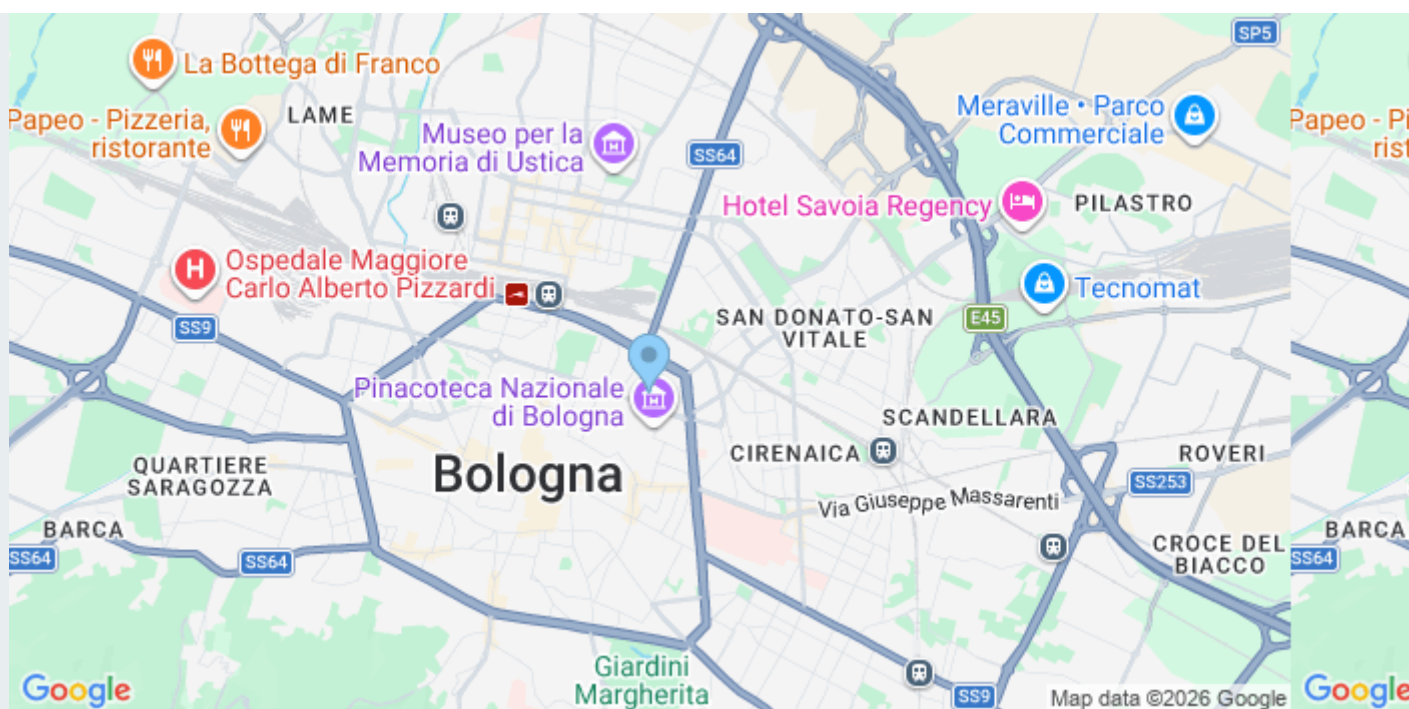 SP5
La Bottega di Franco
LAME
Meraville • Parco
Commerciale
Papeo - Pizzeria,
ristorante
Museo per la
Memoria di Ustica
SS64
Hotel Savoia Regency
PILASTRO
Ospedale Maggiore
Carlo Alberto Pizzardi
Tecnomat
SS9
SAN DONATO-SAN
VITALE
E45
Pinacoteca Nazionale
di Bologna
SCANDELLARA
CIRENAICA
ROVERI
QUARTIERE
SARAGOZZA
Bologna
SS253
Via Giuseppe Massarenti
BARCA
SS64
SS64
CROCE DEL
BIACCO
Giardini
Margherita
SS9
Google
Map data ©2026 Google
Papeo - Pi
rist
BARCA
SS64
Google